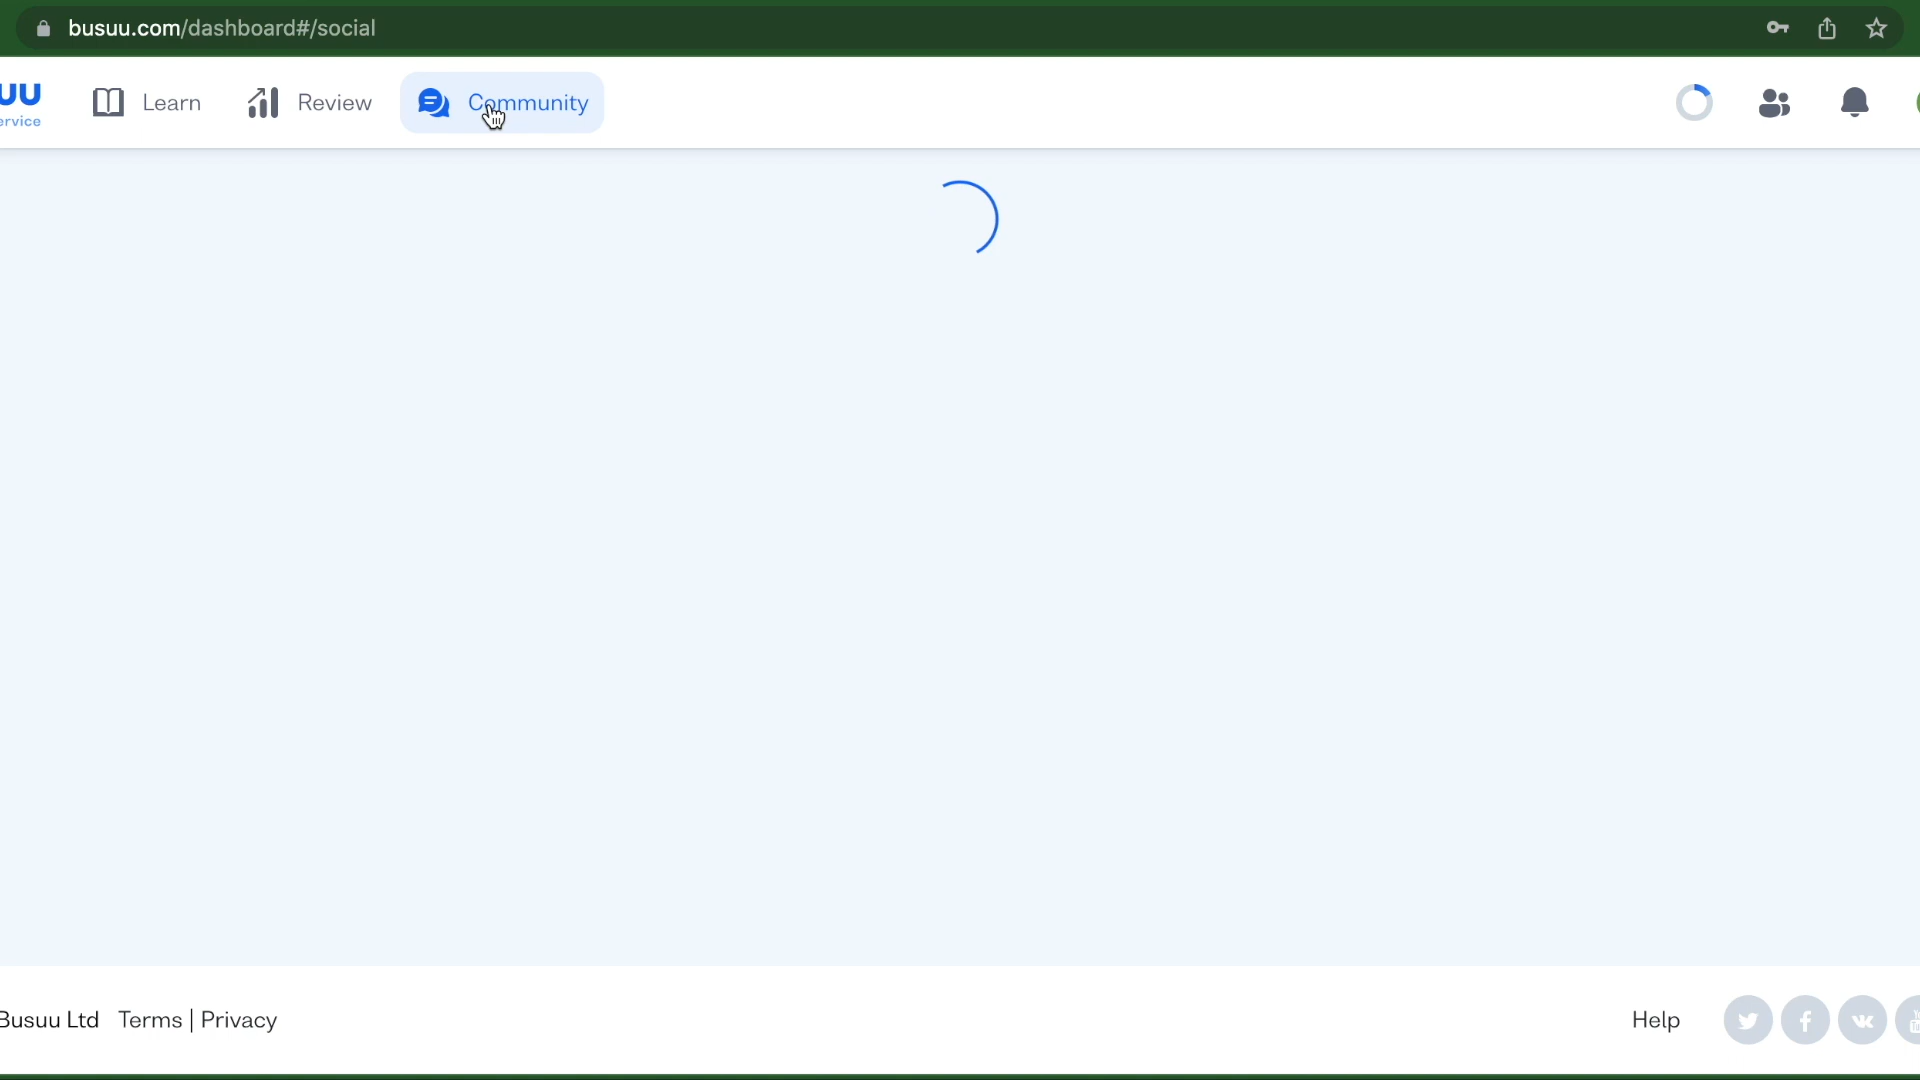 busuu.com/dashboard#/social
uu
ervice
Learn
Review
Community
Busuu Ltd Terms | Privacy
Help